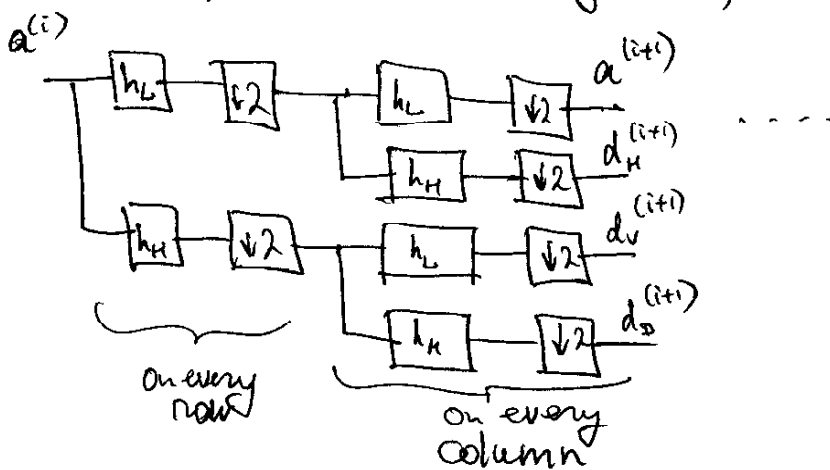 a^(i)
h_L ↓2 h_L ↓2 a^(i+1)
h_H ↓2 d_H^(i+1)
h_H ↓2 h_L ↓2 d_V^(i+1)
h_H ↓2 d_D^(i+1)
on every
row
on every
column